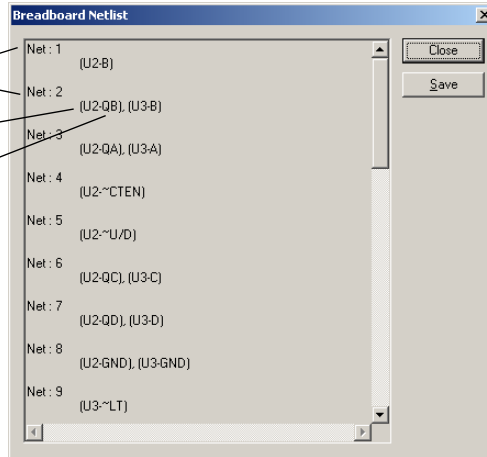 Breadboard Netlist
Net : 1
(U2-B)
Net : 2
(U2-QB), (U3-B)
Net : 3
(U2-QA), (U3-A)
Net : 4
(U2-~CTEN)
Net : 5
(U2-~U/D)
Net : 6
(U2-QC), (U3-C)
Net : 7
(U2-QD), (U3-D)
Net : 8
(U2-GND), (U3-GND)
Net : 9
(U3-~LT)
Close
Save